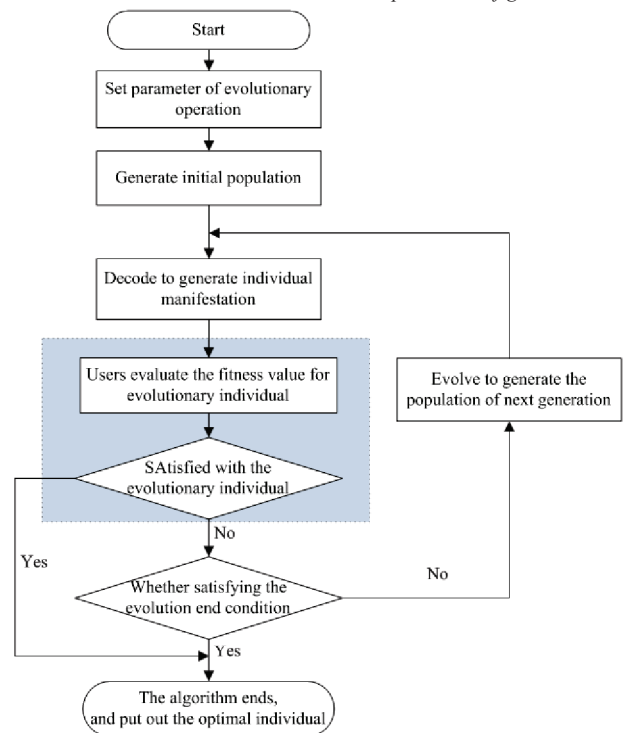 Start
Set parameter of evolutionary
operation
Generate initial population
Decode to generate individual
manifestation
Users evaluate the fitness value for
evolutionary individual
Evolve to generate the
population of next generation
SAtisfied with the
evolutionary individual
No
Yes
Whether satisfying the
evolution end condition
No
Yes
The algorithm ends,
and put out the optimal individual